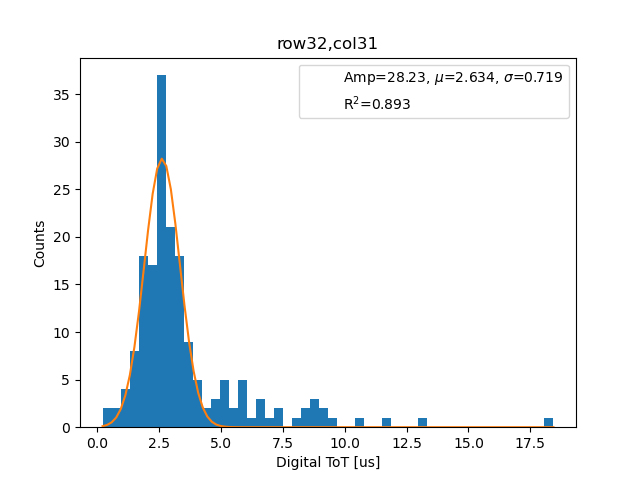 row32,col31
Amp=28.23, μ=2.634, σ=0.719
R²=0.893
Counts
35
30
25
20
15
10
5
0
0.0 2.5 5.0 7.5 10.0 12.5 15.0 17.5
Digital ToT [us]